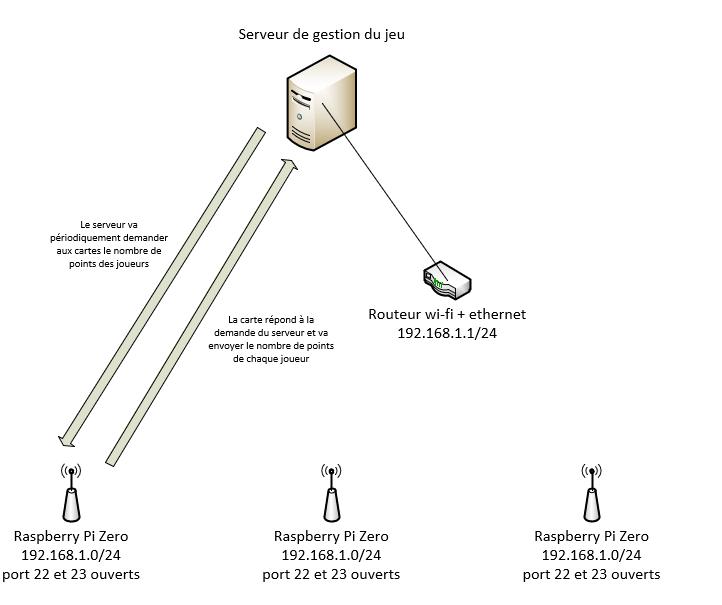 Serveur de gestion du jeu
Le serveur va
périodiquement demander
aux cartes le nombre de
points des joueurs
La carte répond à la
demande du serveur et va
envoyer le nombre de points
de chaque joueur
Routeur wi-fi + ethernet
192.168.1.1/24
Raspberry Pi Zero
192.168.1.0/24
port 22 et 23 ouverts
Raspberry Pi Zero
192.168.1.0/24
port 22 et 23 ouverts
Raspberry Pi Zero
192.168.1.0/24
port 22 et 23 ouverts